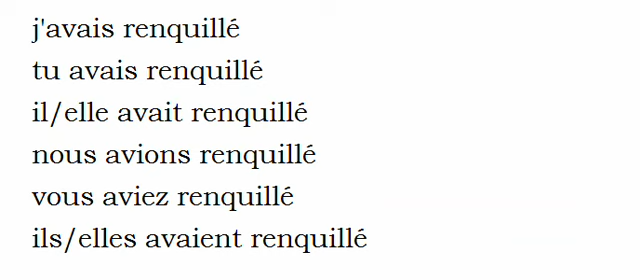 j'avais renquillé
tu avais renquillé
il/elle avait renquillé
nous avions renquillé
vous aviez renquillé
ils/elles avaient renquillé